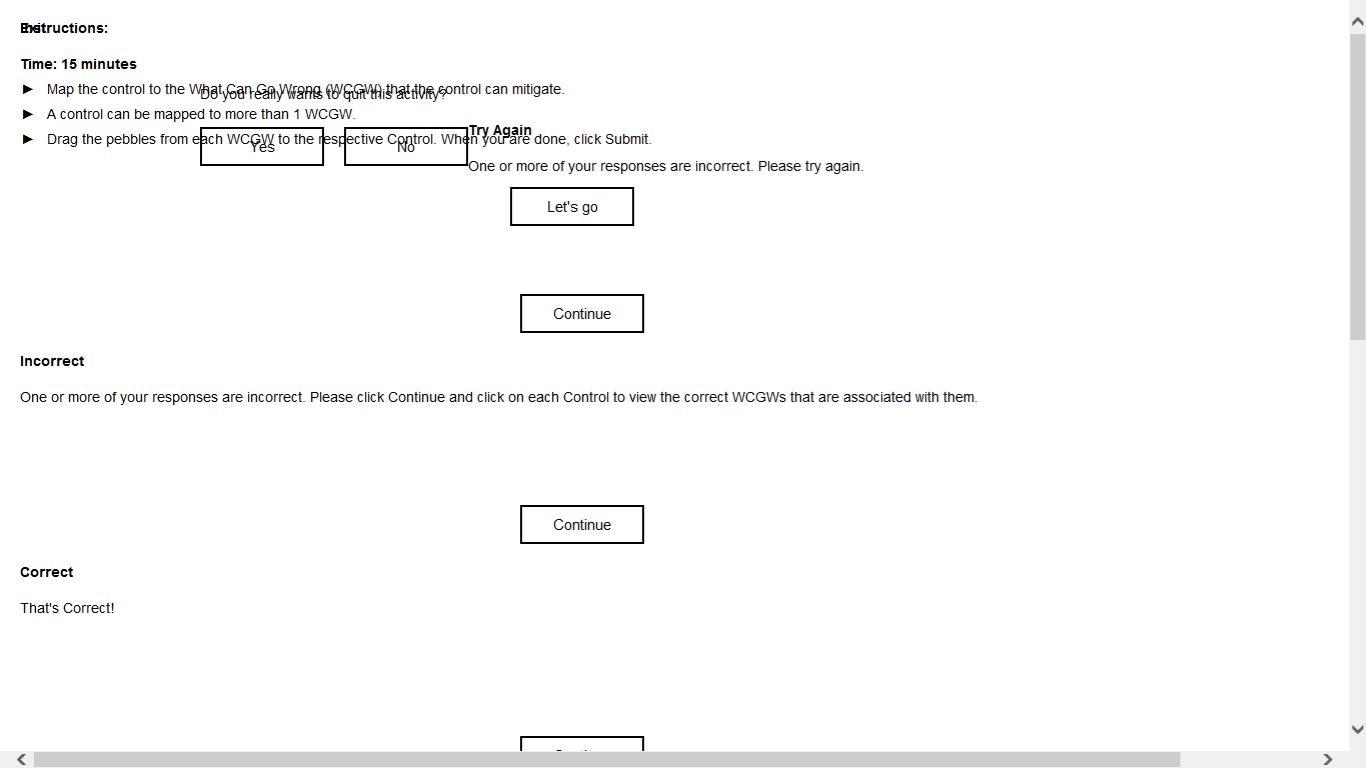 Exit
Instructions:
Time: 15 minutes
► Map the control to the What Can Go Wrong (WCGW) that the control can mitigate.
Do you really wants to quit this activity?
► A control can be mapped to more than 1 WCGW.
Try Again
► Drag the pebbles from each WCGW to the respective Control. When you are done, click Submit.
Yes No
One or more of your responses are incorrect. Please try again.
Let's go
Continue
Incorrect
One or more of your responses are incorrect. Please click Continue and click on each Control to view the correct WCGWs that are associated with them.
Continue
Correct
That's Correct!